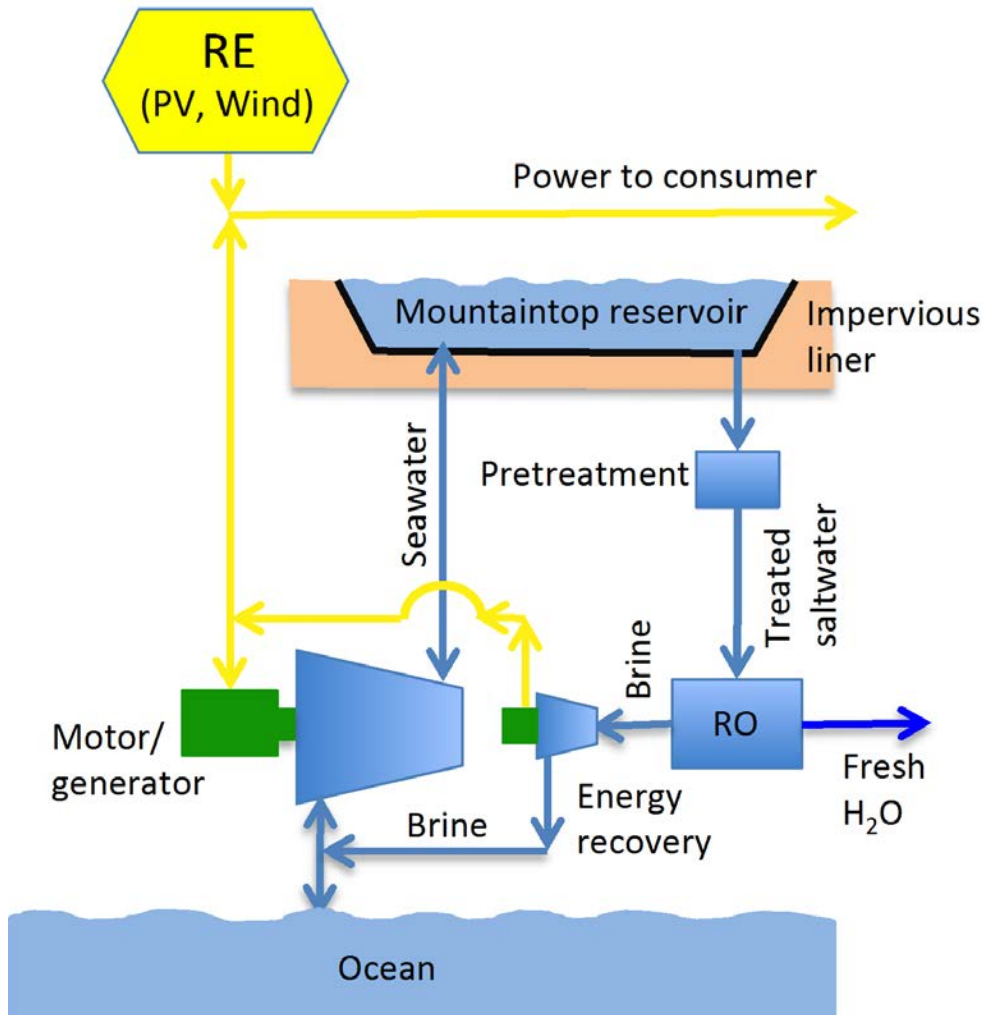 RE
(PV, Wind)
Power to consumer
Mountaintop reservoir
Impervious
liner
Seawater
Pretreatment
Treated
saltwater
Brine
RO
Motor/
generator
Fresh
H₂O
Energy
recovery
Brine
Ocean